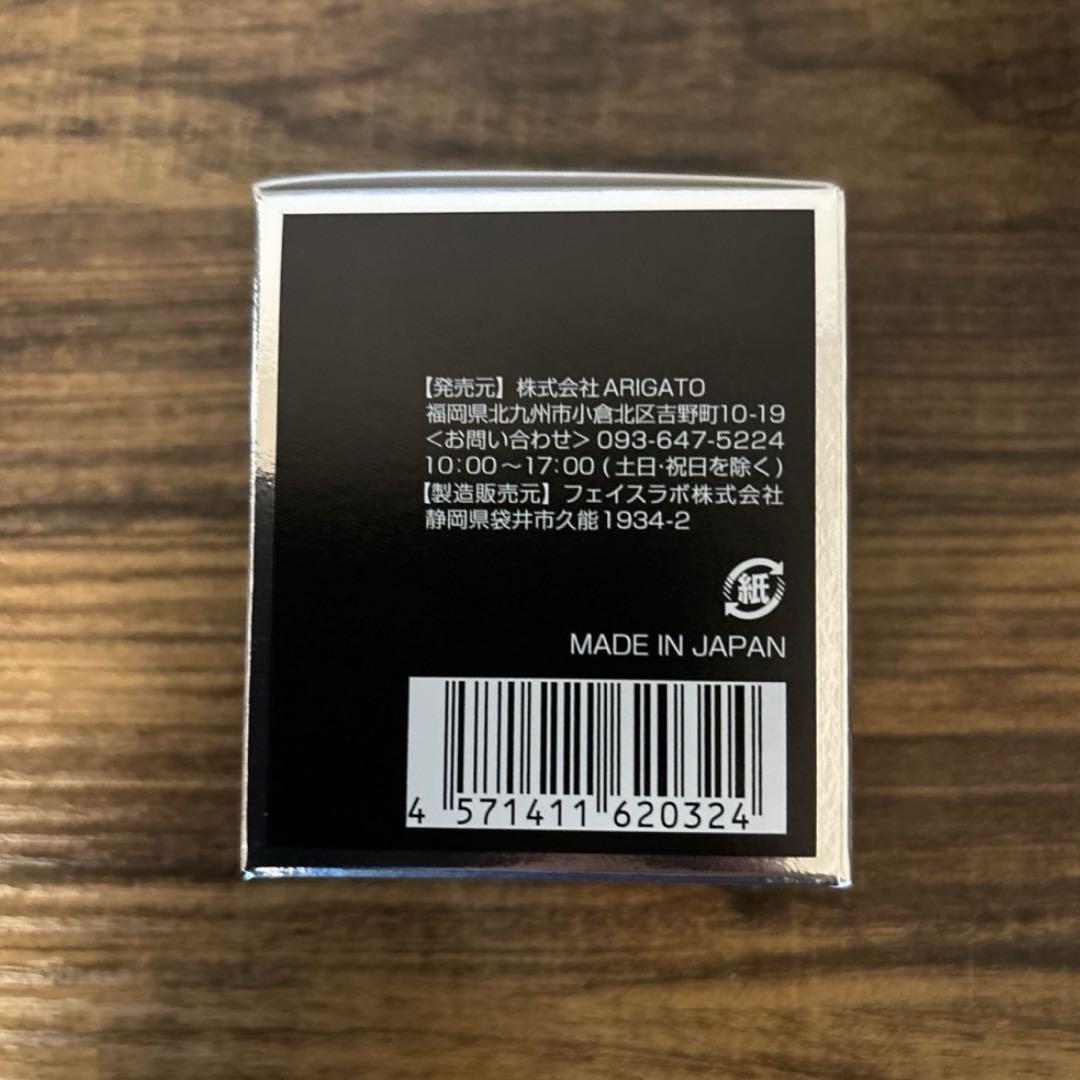 【発売元】株式会社ARIGATO
福岡県北九州市小倉北区吉野町10-19
<お問い合わせ> 093-647-5224
10:00～17:00 (土日・祝日を除く)
【製造販売元】フェイスラボ株式会社
静岡県袋井市久能1934-2
紙
MADE IN JAPAN
4 571411 620324